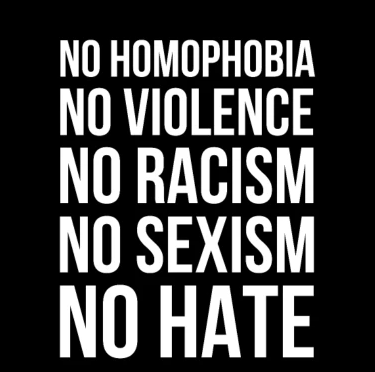 NO HOMOPHOBIA
NO VIOLENCE
NO RACISM
NO SEXISM
NO HATE